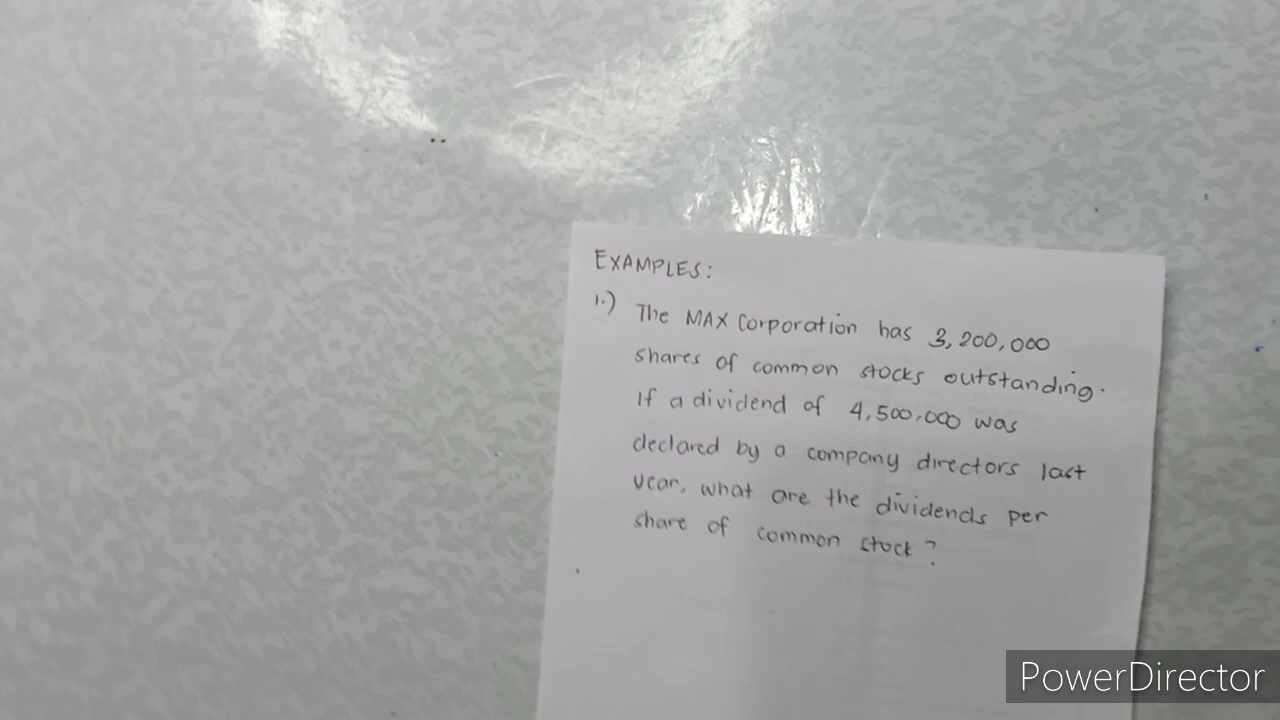 EXAMPLES:
1.) The MAX Corporation has 3,200,000
shares of common stocks outstanding.
If a dividend of 4,500,000 was
declared by a company directors last
year, what are the dividends per
share of common stock?
PowerDirector